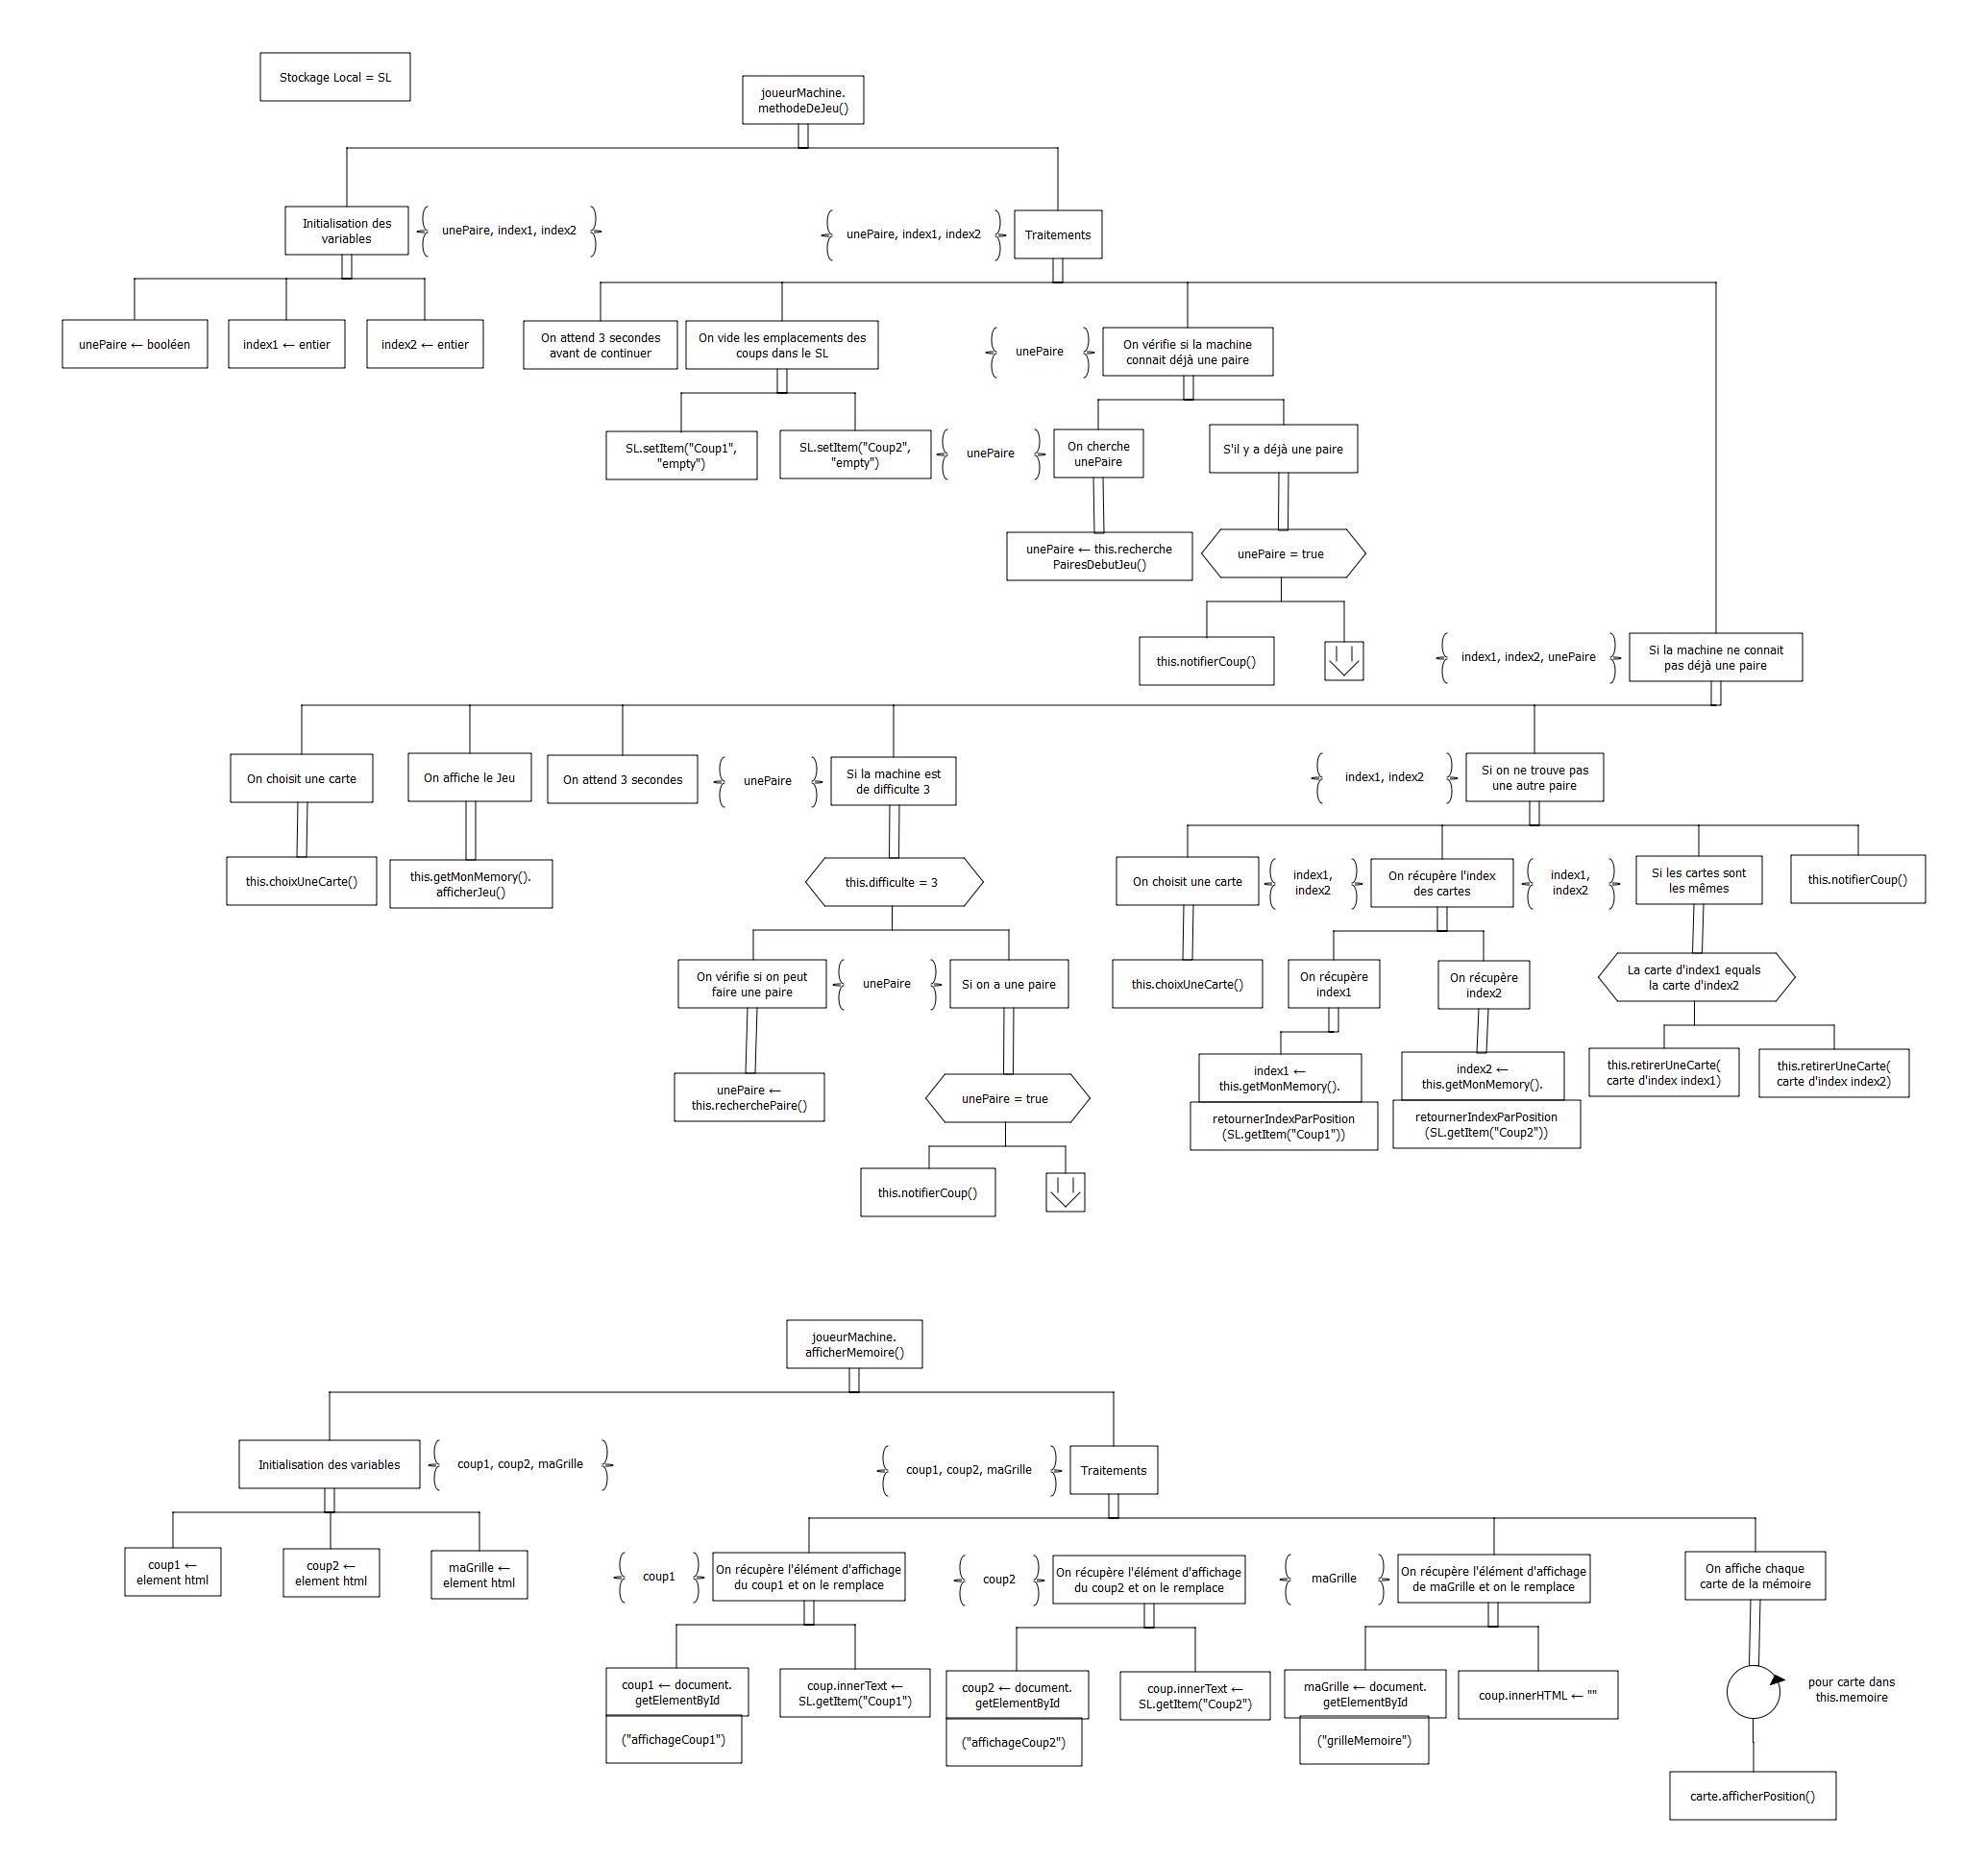 Stockage Local = SL
joueurMachine.
methodeDeJeu()
Initialisation des
variables
unePaire, index1, index2
unePaire, index1, index2
Traitements
unePaire ← booléen
index1 ← entier
index2 ← entier
On attend 3 secondes
avant de continuer
On vide les emplacements des
coups dans le SL
unePaire
On vérifie si la machine
connait déjà une paire
SL.setItem("Coup1",
"empty")
SL.setItem("Coup2",
"empty")
unePaire
On cherche
unePaire
S'il y a déjà une paire
unePaire ← this.recherche
PairesDebutJeu()
unePaire = true
this.notifierCoup()
index1, index2, unePaire
Si la machine ne connait
pas déjà une paire
On choisit une carte
On affiche le Jeu
On attend 3 secondes
unePaire
Si la machine est
de difficulte 3
index1, index2
Si on ne trouve pas
une autre paire
this.choixUneCarte()
this.getMonMemory().
afficherJeu()
this.difficulte = 3
On choisit une carte
index1,
index2
On récupère l'index
des cartes
index1,
index2
Si les cartes sont
les mêmes
this.notifierCoup()
On vérifie si on peut
faire une paire
unePaire
Si on a une paire
this.choixUneCarte()
On récupère
index1
On récupère
index2
La carte d'index1 equals
la carte d'index2
unePaire ←
this.recherchePaire()
unePaire = true
index1 ←
this.getMonMemory().
retournerIndexParPosition
(SL.getItem("Coup1"))
index2 ←
this.getMonMemory().
retournerIndexParPosition
(SL.getItem("Coup2"))
this.retirerUneCarte(
carte d'index index1)
this.retirerUneCarte(
carte d'index index2)
this.notifierCoup()
joueurMachine.
afficherMemoire()
Initialisation des variables
coup1, coup2, maGrille
coup1, coup2, maGrille
Traitements
coup1 ←
element html
coup2 ←
element html
maGrille ←
element html
coup1
On récupère l'élément d'affichage
du coup1 et on le remplace
coup2
On récupère l'élément d'affichage
du coup2 et on le remplace
maGrille
On récupère l'élément d'affichage
de maGrille et on le remplace
On affiche chaque
carte de la mémoire
coup1 ← document.
getElementById
("affichageCoup1")
coup.innerText ←
SL.getItem("Coup1")
coup2 ← document.
getElementById
("affichageCoup2")
coup.innerText ←
SL.getItem("Coup2")
maGrille ← document.
getElementById
("grilleMemoire")
coup.innerHTML ← ""
pour carte dans
this.memoire
carte.afficherPosition()